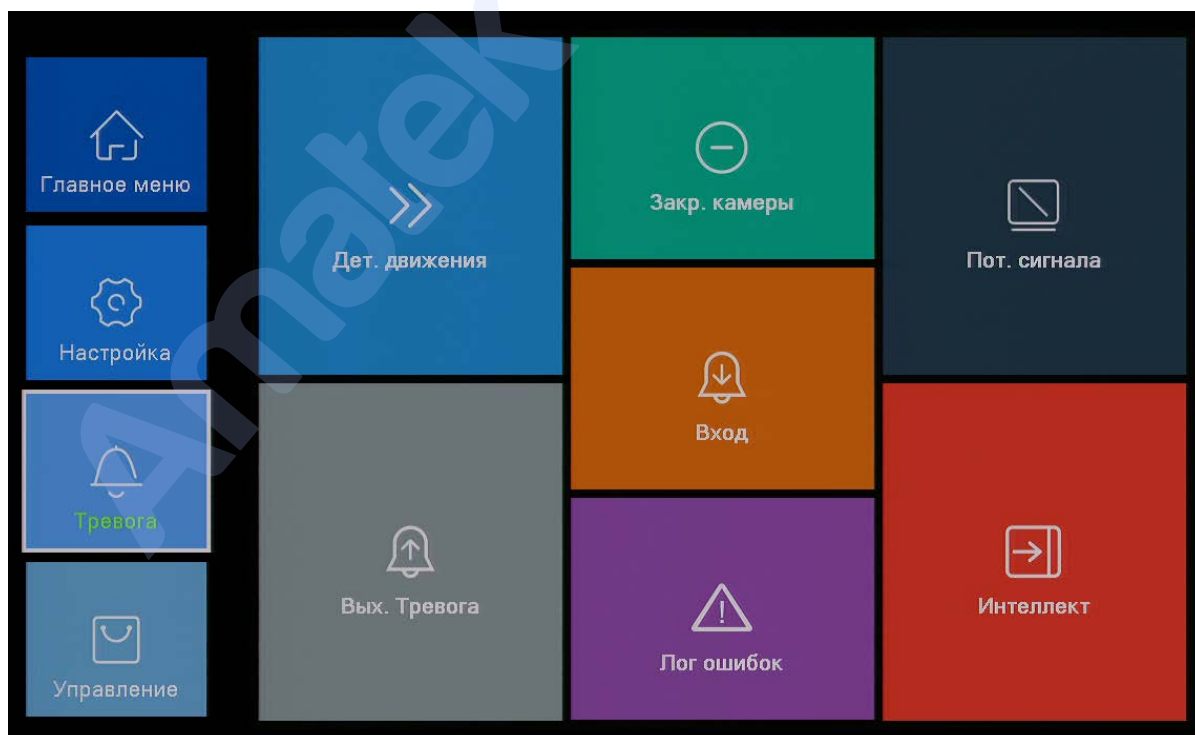 Главное меню
Настройка
Тревога
Управление
Дет. движения
Закр. камеры
Пот. сигнала
Вход
Вых. Тревога
Лог ошибок
Интеллект
Amatek